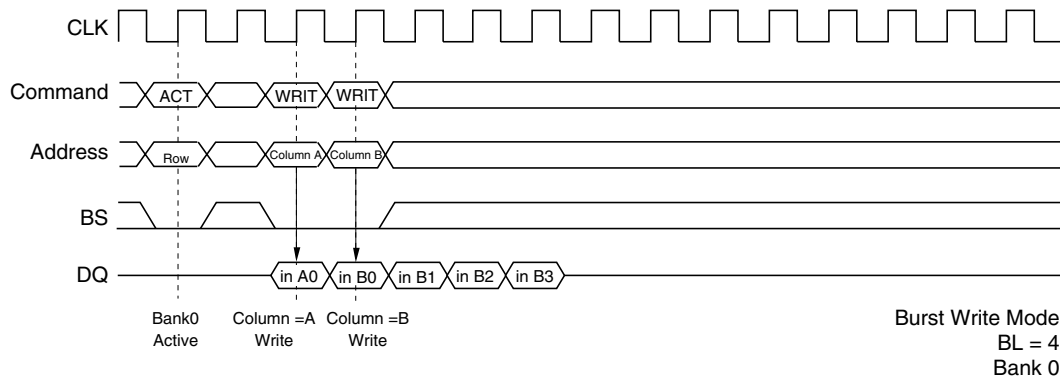 CLK
Command ACT WRIT WRIT
Address Row Column A Column B
BS
DQ in A0 in B0 in B1 in B2 in B3
Bank0 Column =A Column =B
Active Write Write
Burst Write Mode
BL = 4
Bank 0